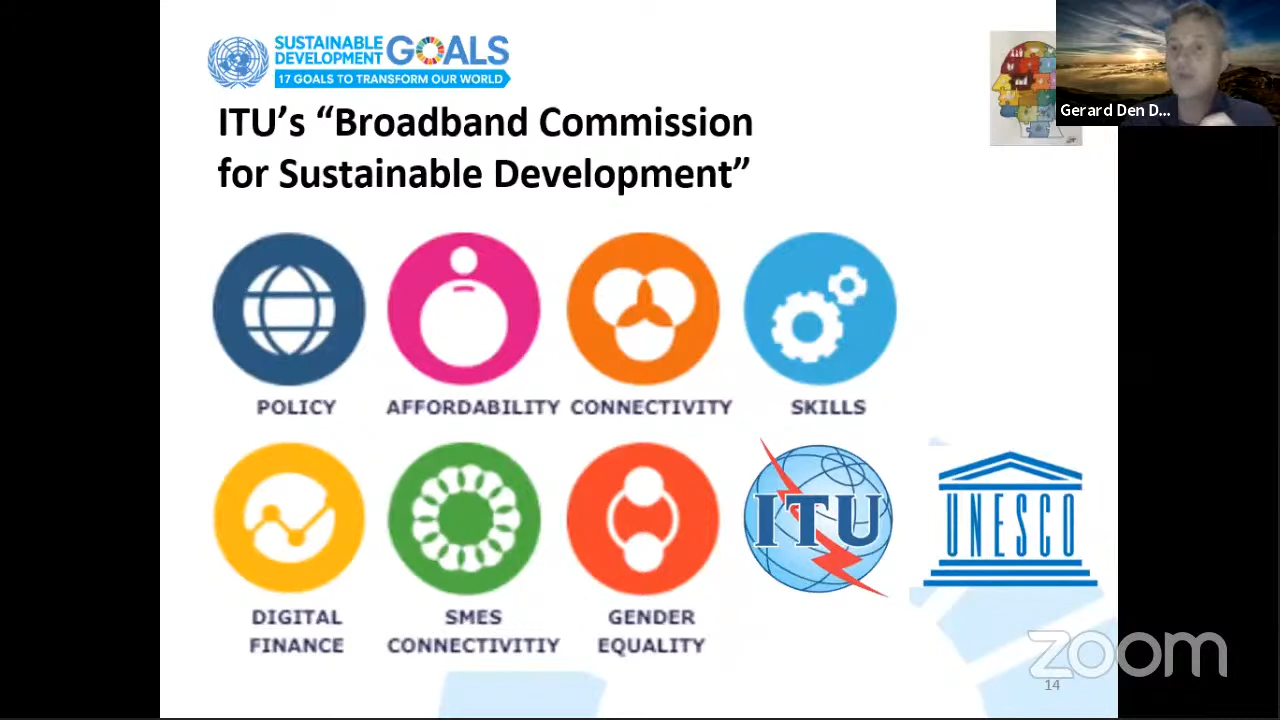 SUSTAINABLE
DEVELOPMENT GOALS
17 GOALS TO TRANSFORM OUR WORLD
Gerard Den D...
ITU's “Broadband Commission
for Sustainable Development”
POLICY
AFFORDABILITY
CONNECTIVITY
SKILLS
ITU
UNESCO
DIGITAL
FINANCE
SMES
CONNECTIVITIY
GENDER
EQUALITY
zoom
14